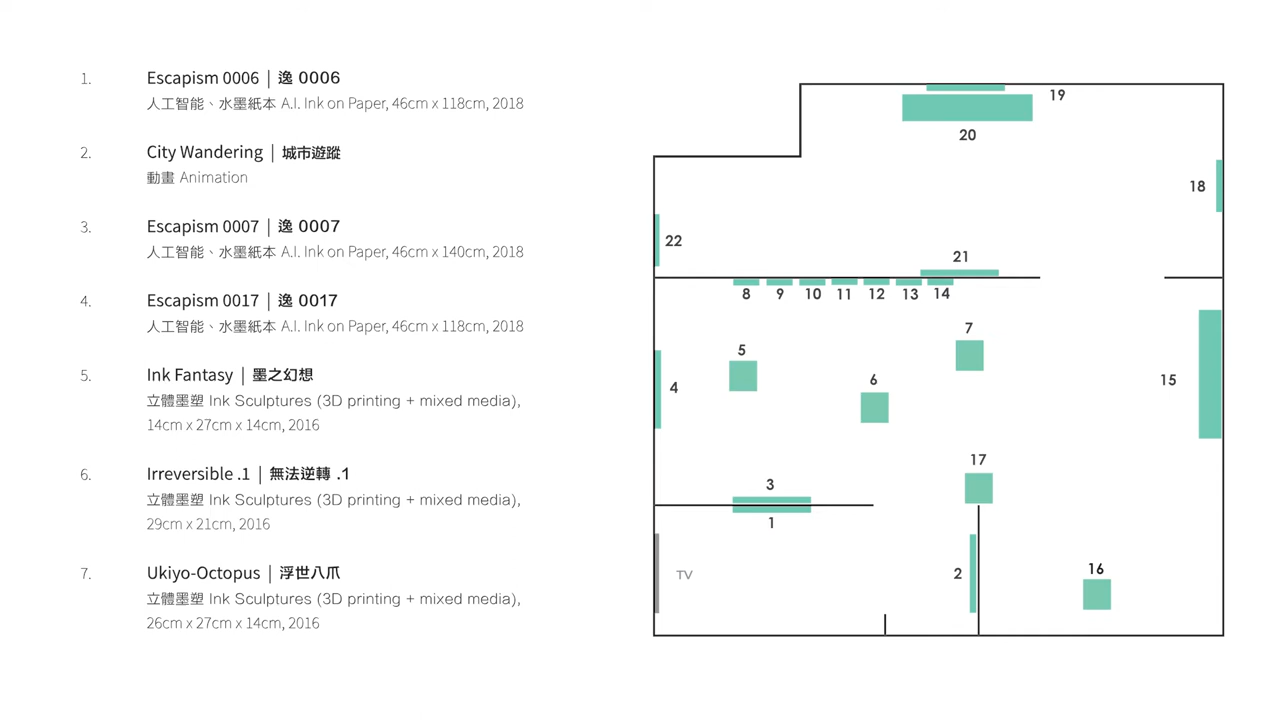 1. Escapism 0006 | 逸 0006
人工智能、水墨紙本 A.I. Ink on Paper, 46cm x 118cm, 2018
2. City Wandering | 城市遊蹤
動畫 Animation
3. Escapism 0007 | 逸 0007
人工智能、水墨紙本 A.I. Ink on Paper, 46cm x 140cm, 2018
4. Escapism 0017 | 逸 0017
人工智能、水墨紙本 A.I. Ink on Paper, 46cm x 118cm, 2018
5. Ink Fantasy | 墨之幻想
立體墨塑 Ink Sculptures (3D printing + mixed media),
14cm x 27cm x 14cm, 2016
6. Irreversible .1 | 無法逆轉 .1
立體墨塑 Ink Sculptures (3D printing + mixed media),
29cm x 21cm, 2016
7. Ukiyo-Octopus | 浮世八爪
立體墨塑 Ink Sculptures (3D printing + mixed media),
26cm x 27cm x 14cm, 2016
19
20
18
22
21
8 9 10 11 12 13 14
7
5
6
4
15
17
3
1
TV
2
16